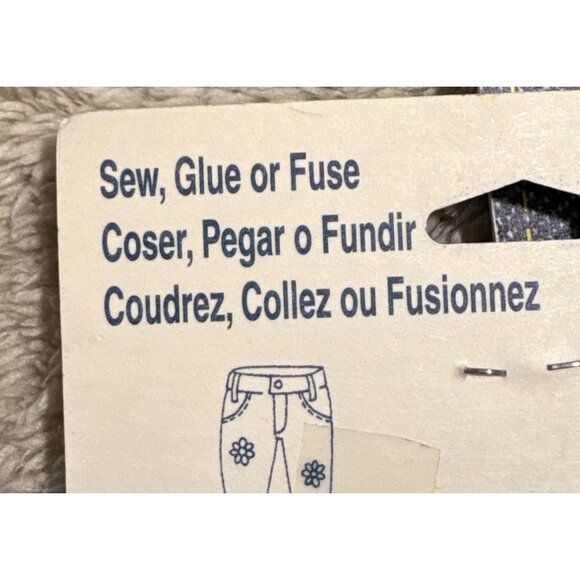 Sew, Glue or Fuse
Coser, Pegar o Fundir
Coudrez, Collez ou Fusionnez